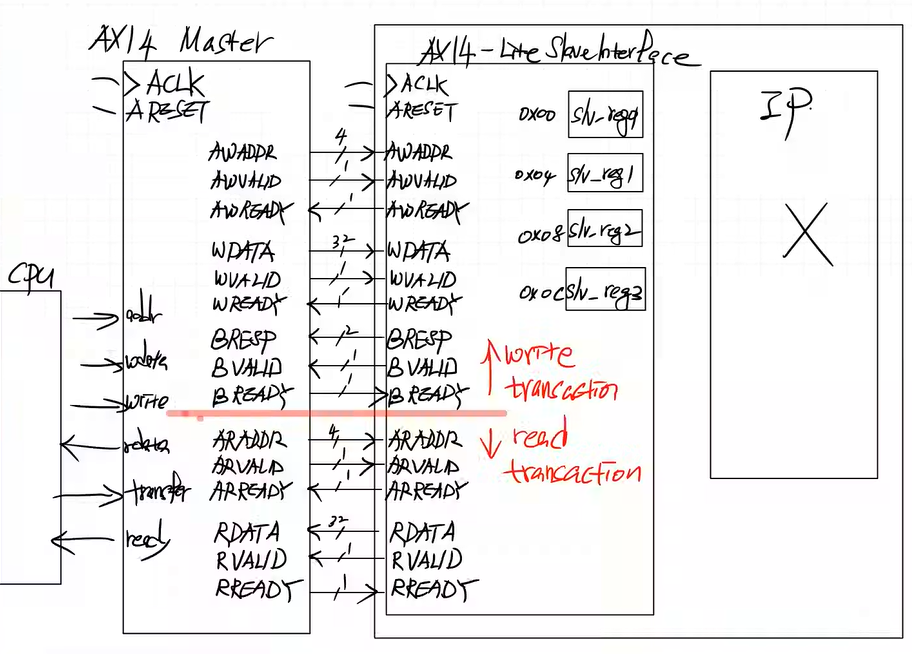 AXI4 Master
AXI4-Lite Slave Interface
ACLK
ARESET
ACLK
ARESET
IP
X
0x00 slv_reg0
0x04 slv_reg1
0x08 slv_reg2
0x0C slv_reg3
AWADDR 4 AWADDR
AWVALID 1 AWVALID
AWREADY 1 AWREADY
WDATA 32 WDATA
WVALID 1 WVALID
WREADY 1 WREADY
BRESP 2 BRESP
BVALID 1 BVALID
BREADY 1 BREADY
write
transaction
ARADDR 4 ARADDR
ARVALID 1 ARVALID
ARREADY 1 ARREADY
read
transaction
RDATA 32 RDATA
RVALID 1 RVALID
RREADY 1 RREADY
CPU
addr
wdata
write
rdata
transfer
ready